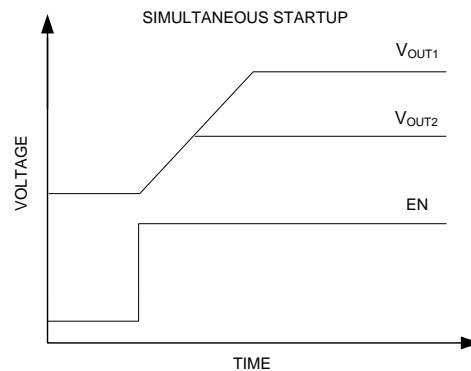 SIMULTANEOUS STARTUP
VOUT1
VOUT2
VOLTAGE
EN
TIME